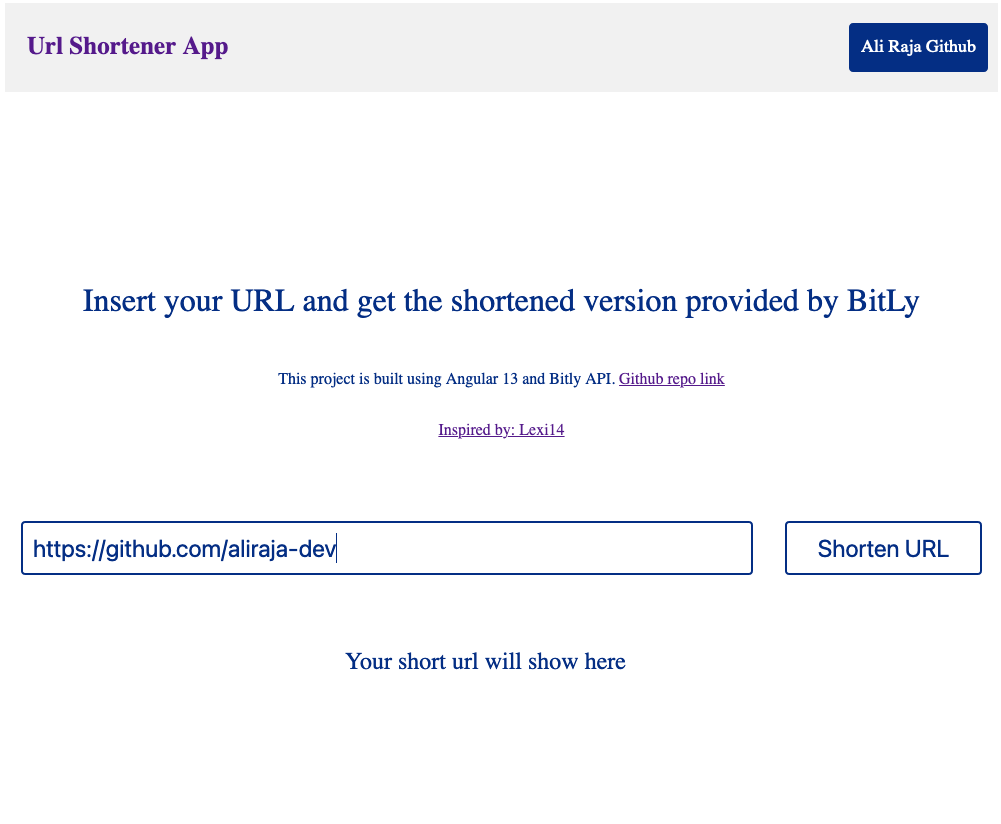 Url Shortener App
Ali Raja Github
Insert your URL and get the shortened version provided by BitLy
This project is built using Angular 13 and Bitly API. Github repo link
Inspired by: Lexi14
https://github.com/aliraja-dev
Shorten URL
Your short url will show here